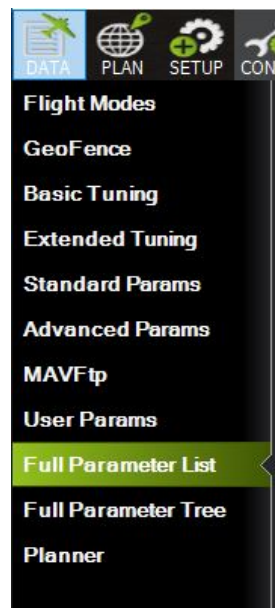 DATA PLAN SETUP CON
Flight Modes
GeoFence
Basic Tuning
Extended Tuning
Standard Params
Advanced Params
MAVFtp
User Params
Full Parameter List
Full Parameter Tree
Planner